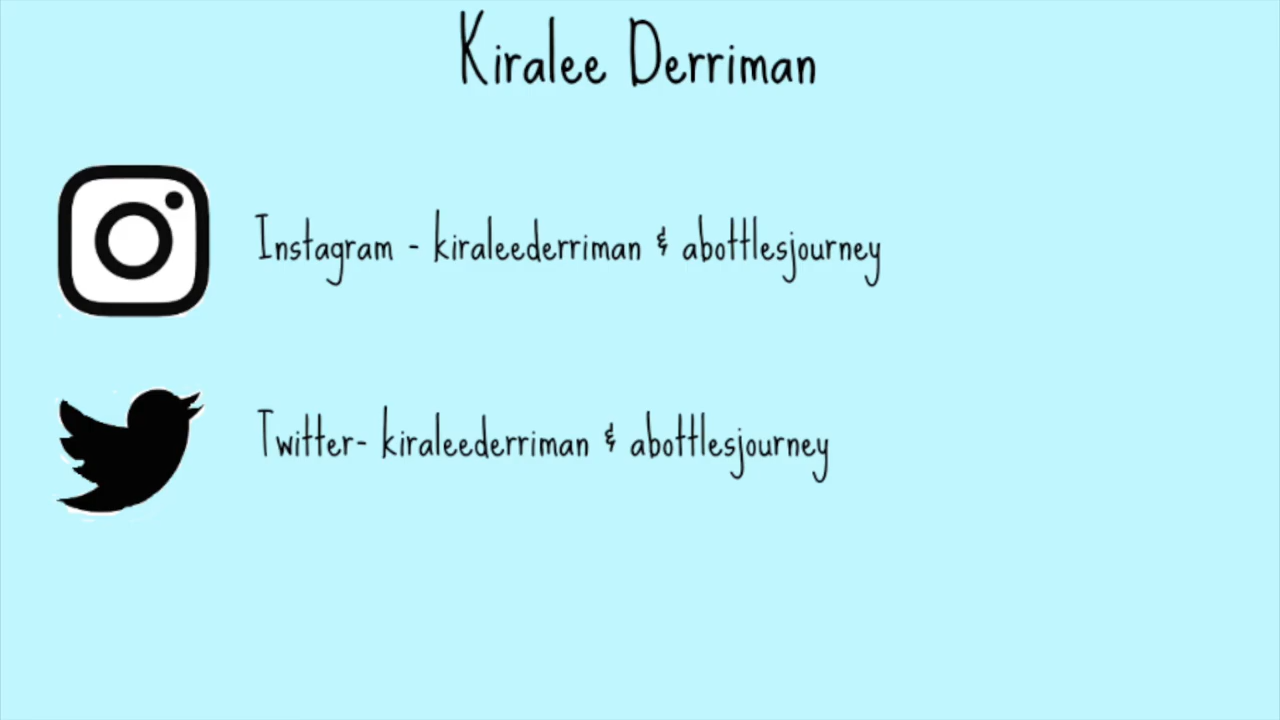 Kiralee Derriman
Instagram - kiraleederriman & abottlesjourney
Twitter- kiraleederriman & abottlesjourney